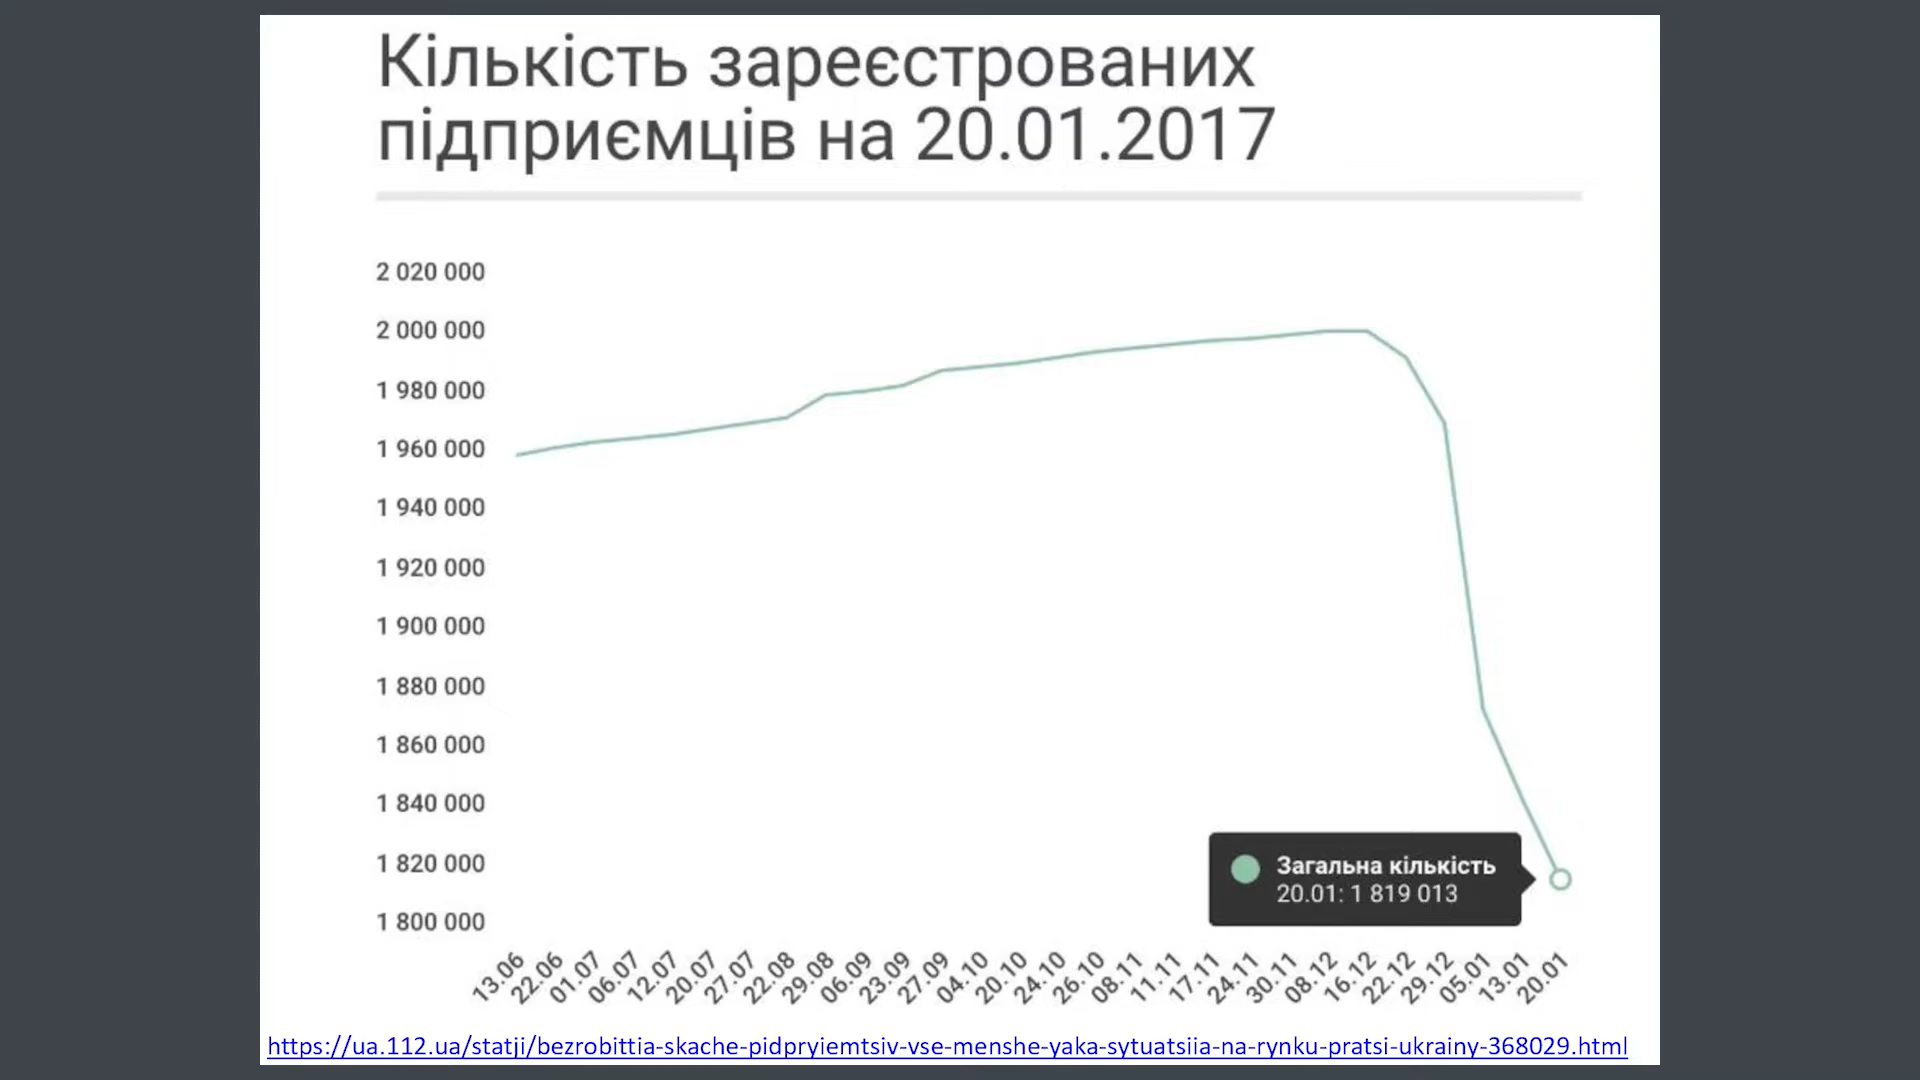 Кількість зареєстрованих
підприємців на 20.01.2017
2 020 000
2 000 000
1 980 000
1 960 000
1 940 000
1 920 000
1 900 000
1 880 000
1 860 000
1 840 000
1 820 000
1 800 000
Загальна кількість
20.01: 1 819 013
13.06 22.06 01.07 06.07 12.07 20.07 27.07 22.08 29.08 06.09 23.09 27.09 04.10 20.10 24.10 26.10 08.11 11.11 17.11 24.11 30.11 08.12 16.12 22.12 29.12 05.01 13.01 20.01
https://ua.112.ua/statji/bezrobittia-skache-pidpryiemtsiv-vse-menshe-yaka-sytuatsiia-na-rynku-pratsi-ukrainy-368029.html